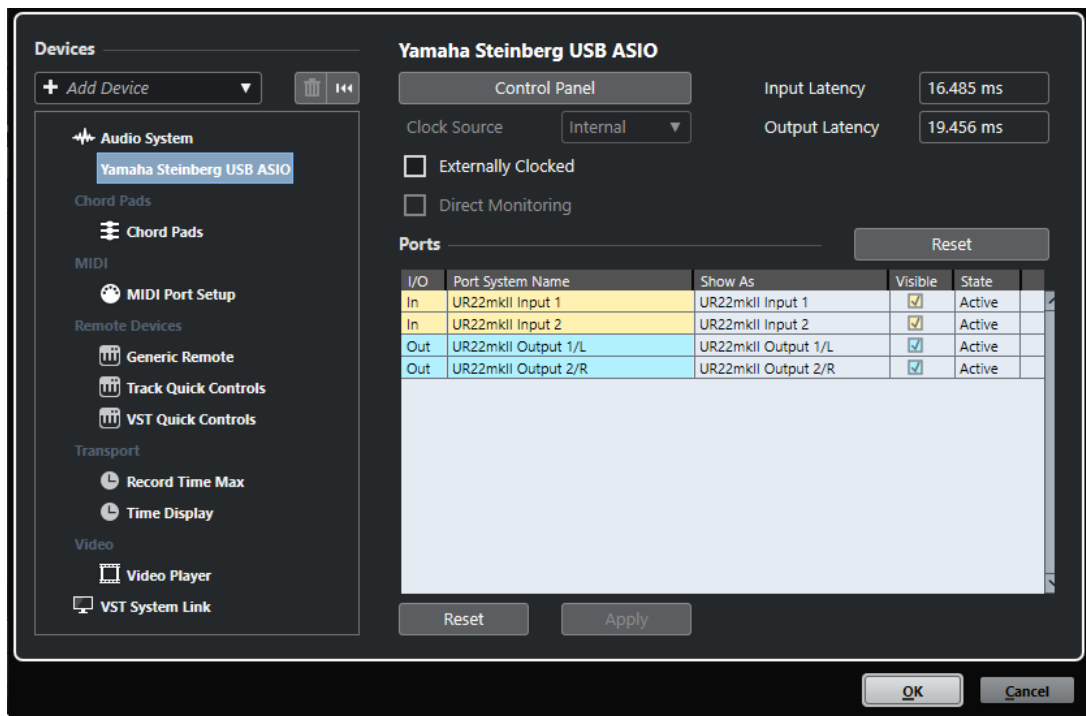 Devices
Add Device
Audio System
Yamaha Steinberg USB ASIO
Chord Pads
Chord Pads
MIDI
MIDI Port Setup
Remote Devices
Generic Remote
Track Quick Controls
VST Quick Controls
Transport
Record Time Max
Time Display
Video
Video Player
VST System Link
Yamaha Steinberg USB ASIO
Control Panel
Input Latency 16.485 ms
Clock Source Internal
Output Latency 19.456 ms
Externally Clocked
Direct Monitoring
Ports
Reset
I/O Port System Name Show As Visible State
In UR22mkII Input 1 UR22mkII Input 1 Active
In UR22mkII Input 2 UR22mkII Input 2 Active
Out UR22mkII Output 1/L UR22mkII Output 1/L Active
Out UR22mkII Output 2/R UR22mkII Output 2/R Active
Reset Apply
OK Cancel